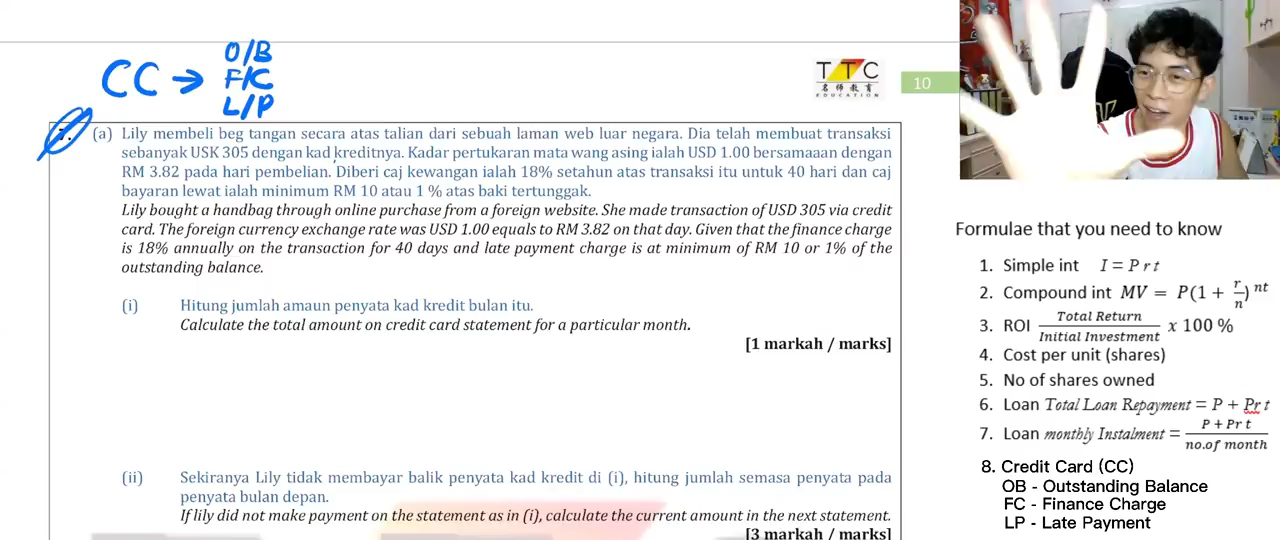 CC → O/B
F/C
L/P
TTC
名师教育
EDUCATION
10
(a) Lily membeli beg tangan secara atas talian dari sebuah laman web luar negara. Dia telah membuat transaksi
sebanyak USK 305 dengan kad kreditnya. Kadar pertukaran mata wang asing ialah USD 1.00 bersamaaan dengan
RM 3.82 pada hari pembelian. Diberi caj kewangan ialah 18% setahun atas transaksi itu untuk 40 hari dan caj
bayaran lewat ialah minimum RM 10 atau 1 % atas baki tertunggak.
Lily bought a handbag through online purchase from a foreign website. She made transaction of USD 305 via credit
card. The foreign currency exchange rate was USD 1.00 equals to RM 3.82 on that day. Given that the finance charge
is 18% annually on the transaction for 40 days and late payment charge is at minimum of RM 10 or 1% of the
outstanding balance.
(i) Hitung jumlah amaun penyata kad kredit bulan itu.
Calculate the total amount on credit card statement for a particular month.
[1 markah / marks]
(ii) Sekiranya Lily tidak membayar balik penyata kad kredit di (i), hitung jumlah semasa penyata pada
penyata bulan depan.
If lily did not make payment on the statement as in (i), calculate the current amount in the next statement.
[3 markah / marks]
Formulae that you need to know
1. Simple int I = P r t
2. Compound int MV = P(1 + r/n)^nt
3. ROI Total Return / Initial Investment x 100 %
4. Cost per unit (shares)
5. No of shares owned
6. Loan Total Loan Repayment = P + Pr t
7. Loan monthly Instalment = P + Pr t / no.of month
8. Credit Card (CC)
OB - Outstanding Balance
FC - Finance Charge
LP - Late Payment